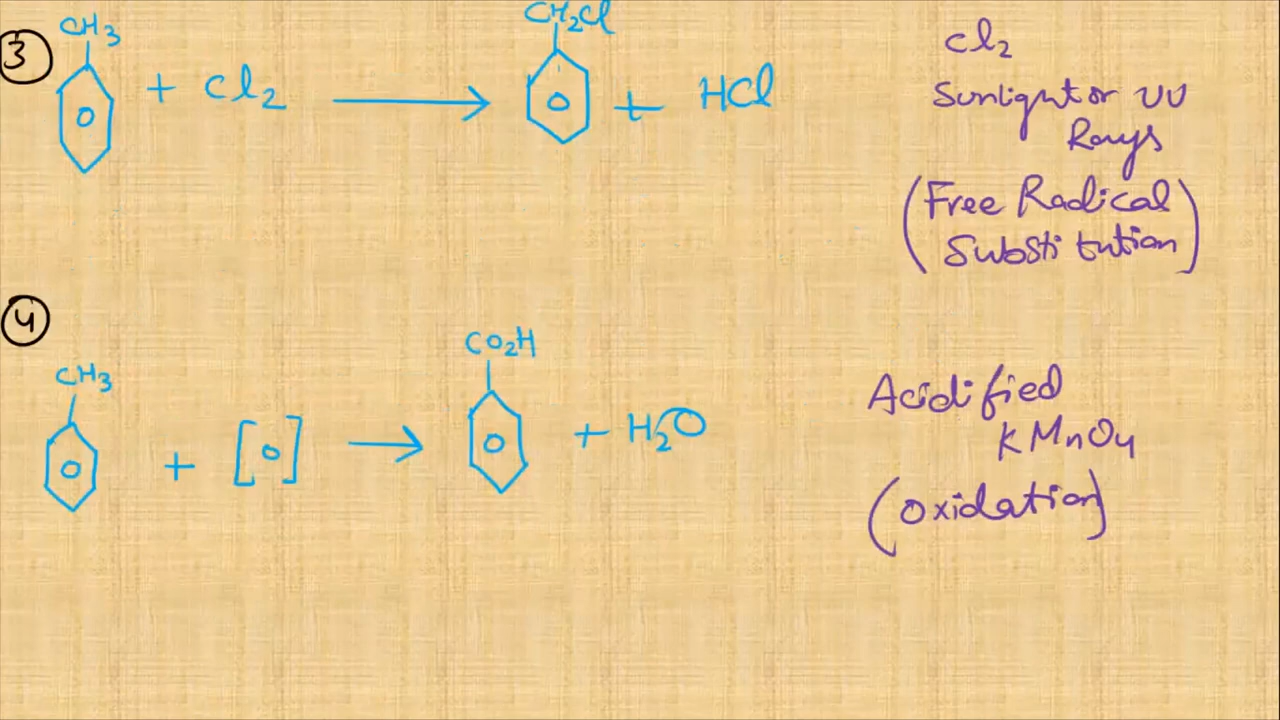 3
CH3
+ Cl2
CH2Cl
+ HCl
Cl2
Sunlight or UV
Rays
(Free Radical
Substitution)
4
CH3
+ [O]
CO2H
+ H2O
Acidified
KMnO4
(Oxidation)